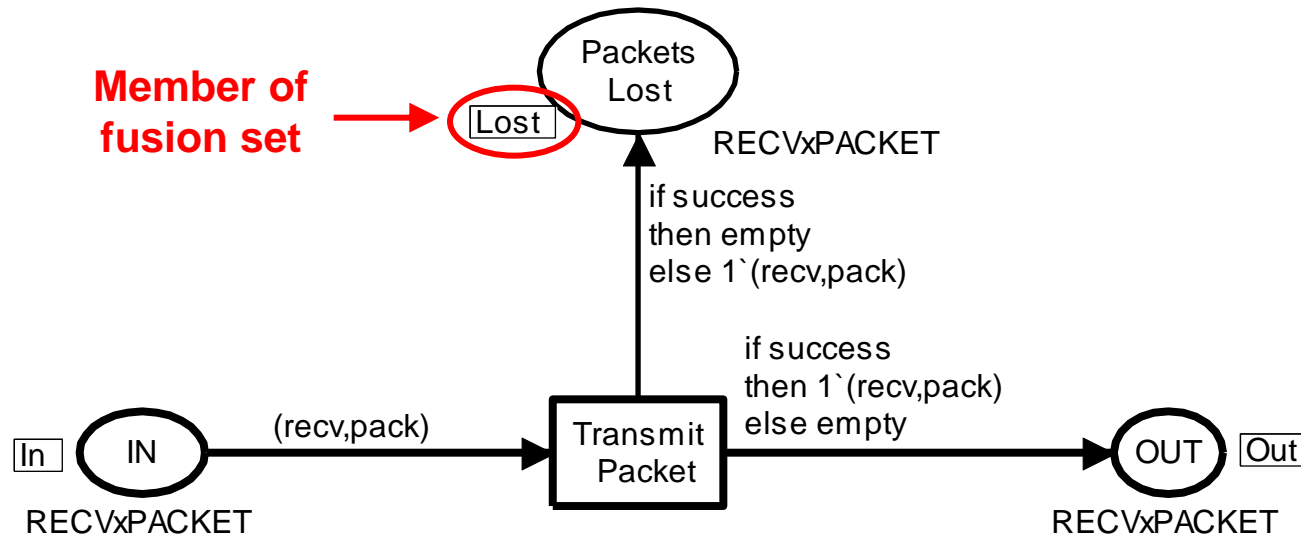 Packets
Lost
Member of
fusion set
Lost
RECVxPACKET
if success
then empty
else 1`(recv,pack)
if success
then 1`(recv,pack)
else empty
(recv,pack)
In
IN
Transmit
Packet
OUT
Out
RECVxPACKET
RECVxPACKET